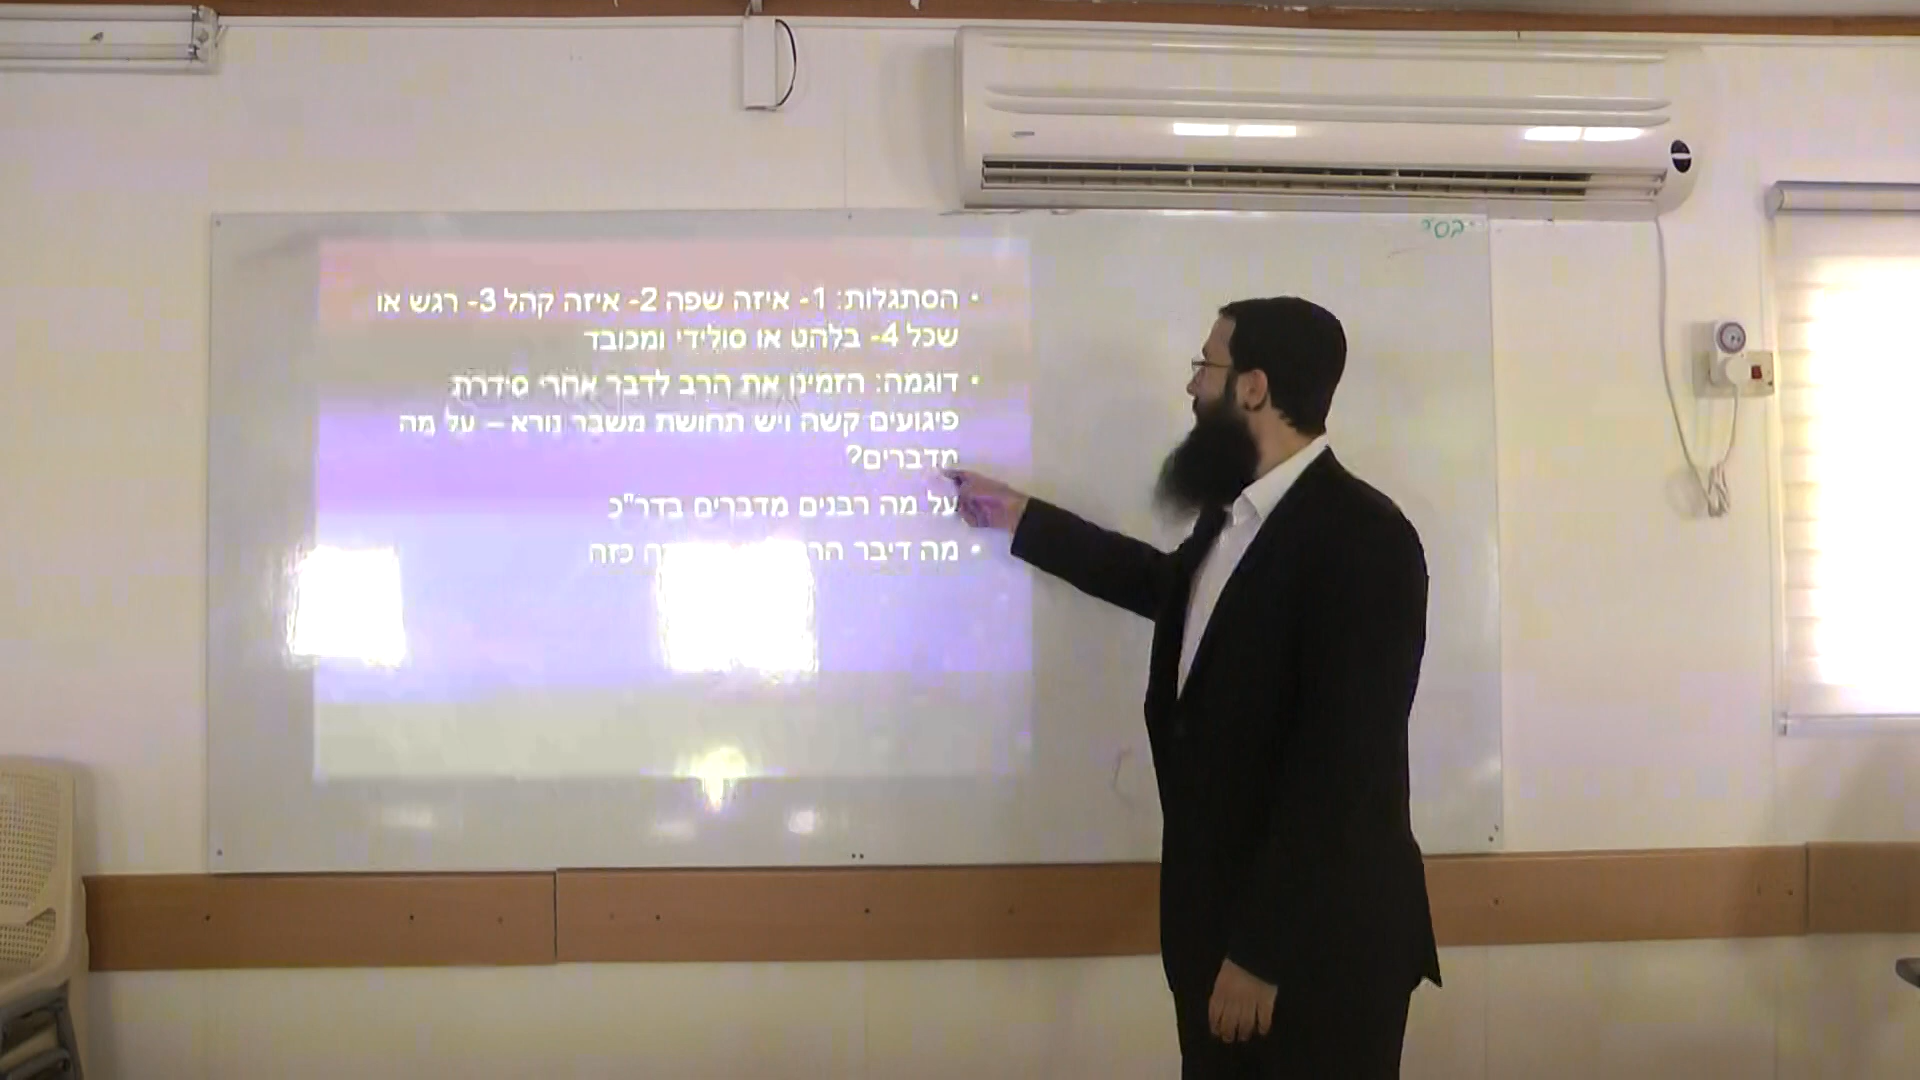 בס"ד
• הסתגלות: 1- איזה שפה 2- איזה קהל 3- רגש או
שכל 4- בלהט או סולידי ומכובד
• דוגמה: הזמינו את הרב לדבר אחרי סידרת
פיגועים קשה ויש תחושת משבר נורא – על מה
מדברים?
על מה רבנים מדברים בדר"כ
• מה דיבר כזה